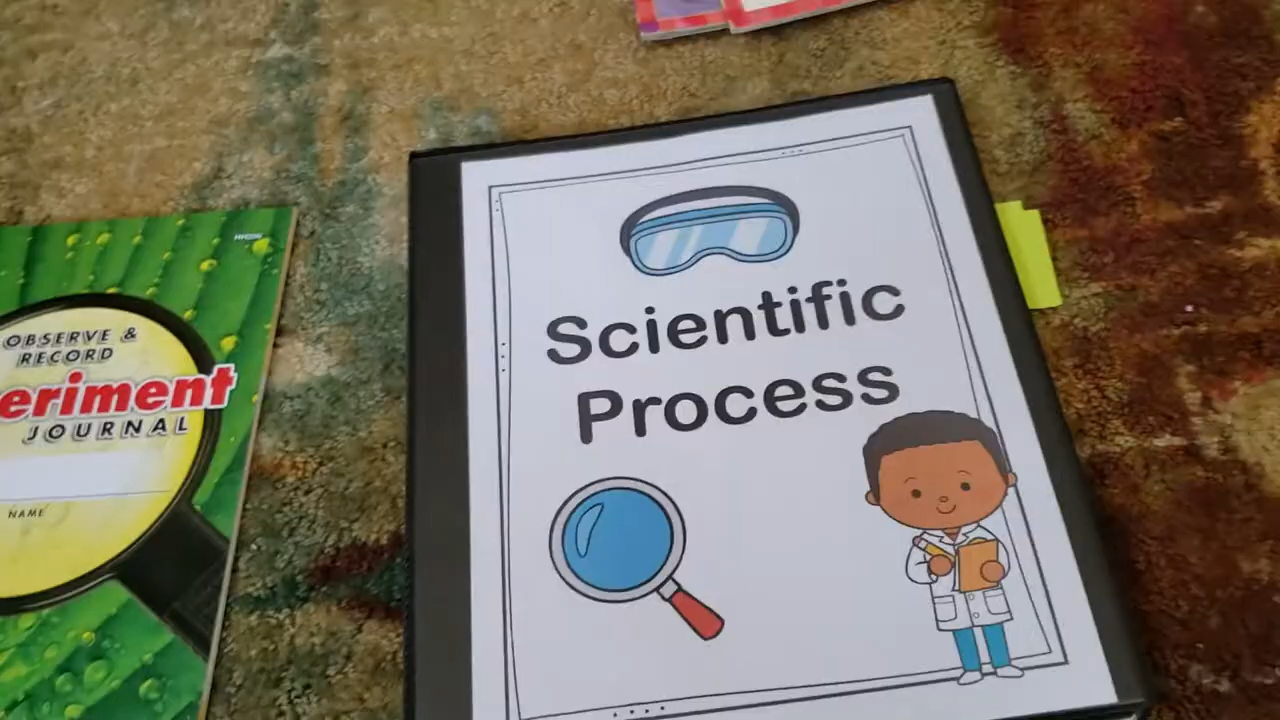 Scientific
Process
OBSERVE &
RECORD
eriment
JOURNAL
NAME